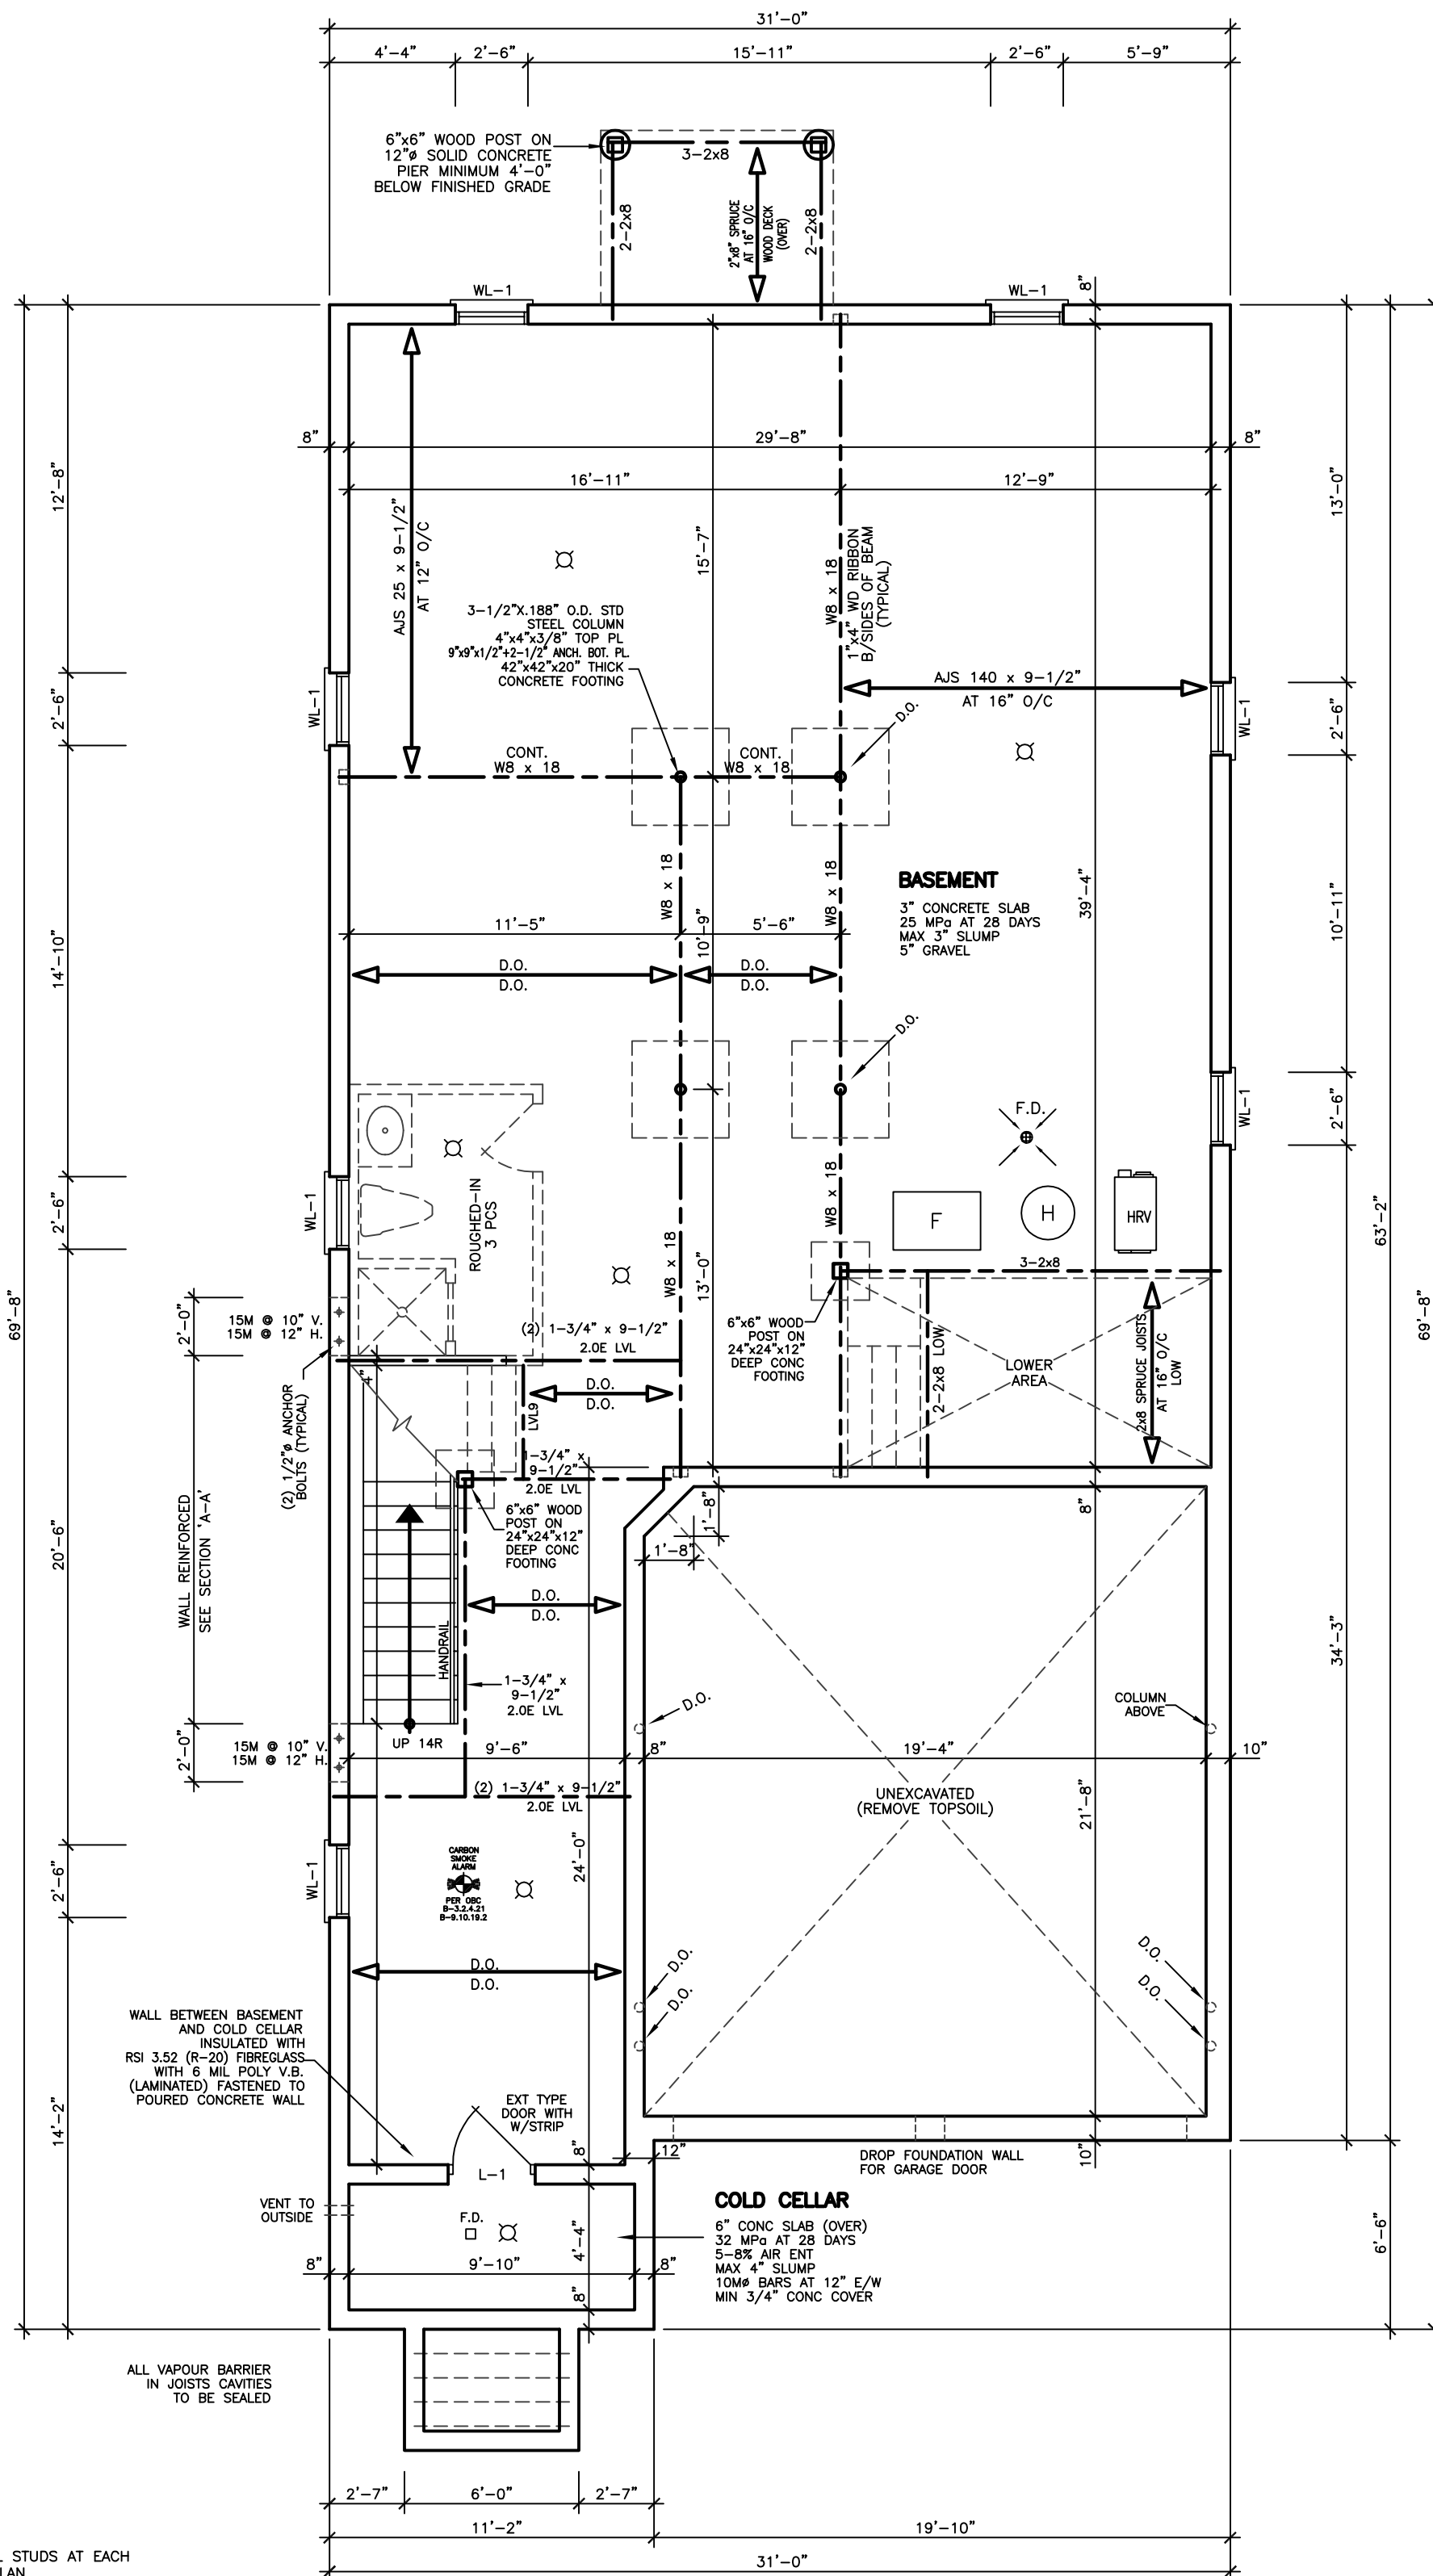 31'-0"
4'-4"
2'-6"
15'-11"
2'-6"
5'-9"
6"x6" WOOD POST ON
12"ø SOLID CONCRETE
PIER MINIMUM 4'-0"
BELOW FINISHED GRADE
3-2x8
2-2x8
2"x8" SPRUCE
AT 16" O/C
WOOD DECK
(OVER)
2-2x8
WL-1
WL-1
8"
8"
29'-8"
8"
16'-11"
12'-9"
12'-8"
13'-0"
AJS 25 x 9-1/2"
AT 12" O/C
15'-7"
W8 x 18
1"x4" WD RIBBON
B/SIDES OF BEAM
(TYPICAL)
3-1/2"X.188" O.D. STD
STEEL COLUMN
4"x4"x3/8" TOP PL
9"x9"x1/2"+2-1/2" ANCH. BOT. PL.
42"x42"x20" THICK
CONCRETE FOOTING
AJS 140 x 9-1/2"
AT 16" O/C
D.O.
WL-1
2'-6"
WL-1
2'-6"
CONT.
W8 x 18
CONT.
W8 x 18
W8 x 18
W8 x 18
BASEMENT
3" CONCRETE SLAB
25 MPa AT 28 DAYS
MAX 3" SLUMP
5" GRAVEL
39'-4"
10'-11"
14'-10"
11'-5"
10'-9"
5'-6"
D.O.
D.O.
D.O.
D.O.
D.O.
F.D.
2'-6"
WL-1
ROUGHED-IN
3 PCS
W8 x 18
W8 x 18
F
H
HRV
2'-6"
WL-1
63'-2"
69'-8"
69'-8"
3-2x8
13'-0"
2'-0"
15M @ 10" V.
15M @ 12" H.
(2) 1-3/4" x 9-1/2"
2.0E LVL
6"x6" WOOD
POST ON
24"x24"x12"
DEEP CONC
FOOTING
2-2x8 LOW
LOWER
AREA
2x8 SPRUCE JOISTS
AT 16" O/C
LOW
4"
D.O.
D.O.
LVL9
(2) 1/2"ø ANCHOR
BOLTS (TYPICAL)
1-3/4" x
9-1/2"
2.0E LVL
6"x6" WOOD
POST ON
24"x24"x12"
DEEP CONC
FOOTING
1'-8"
1'-8"
8"
20'-6"
WALL REINFORCED
SEE SECTION 'A-A'
D.O.
D.O.
HANDRAIL
1-3/4" x
9-1/2"
2.0E LVL
34'-3"
D.O.
COLUMN
ABOVE
UP 14R
2'-0"
15M @ 10" V.
15M @ 12" H.
9'-6"
8"
19'-4"
10"
(2) 1-3/4" x 9-1/2"
2.0E LVL
UNEXCAVATED
(REMOVE TOPSOIL)
21'-8"
2'-6"
WL-1
CARBON
SMOKE
ALARM
PER OBC
B-3.2.4.21
B-9.10.19.2
24'-0"
D.O.
D.O.
D.O.
D.O.
D.O.
D.O.
WALL BETWEEN BASEMENT
AND COLD CELLAR
INSULATED WITH
RSI 3.52 (R-20) FIBREGLASS
WITH 6 MIL POLY V.B.
(LAMINATED) FASTENED TO
POURED CONCRETE WALL
14'-2"
EXT TYPE
DOOR WITH
W/STRIP
8"
12"
10"
DROP FOUNDATION WALL
FOR GARAGE DOOR
L-1
VENT TO
OUTSIDE
F.D.
COLD CELLAR
6" CONC SLAB (OVER)
32 MPa AT 28 DAYS
5-8% AIR ENT
MAX 4" SLUMP
10Mø BARS AT 12" E/W
MIN 3/4" CONC COVER
4'-4"
6'-6"
8"
9'-10"
8"
8"
ALL VAPOUR BARRIER
IN JOISTS CAVITIES
TO BE SEALED
2'-7"
6'-0"
2'-7"
11'-2"
19'-10"
31'-0"
STUDS AT EACH